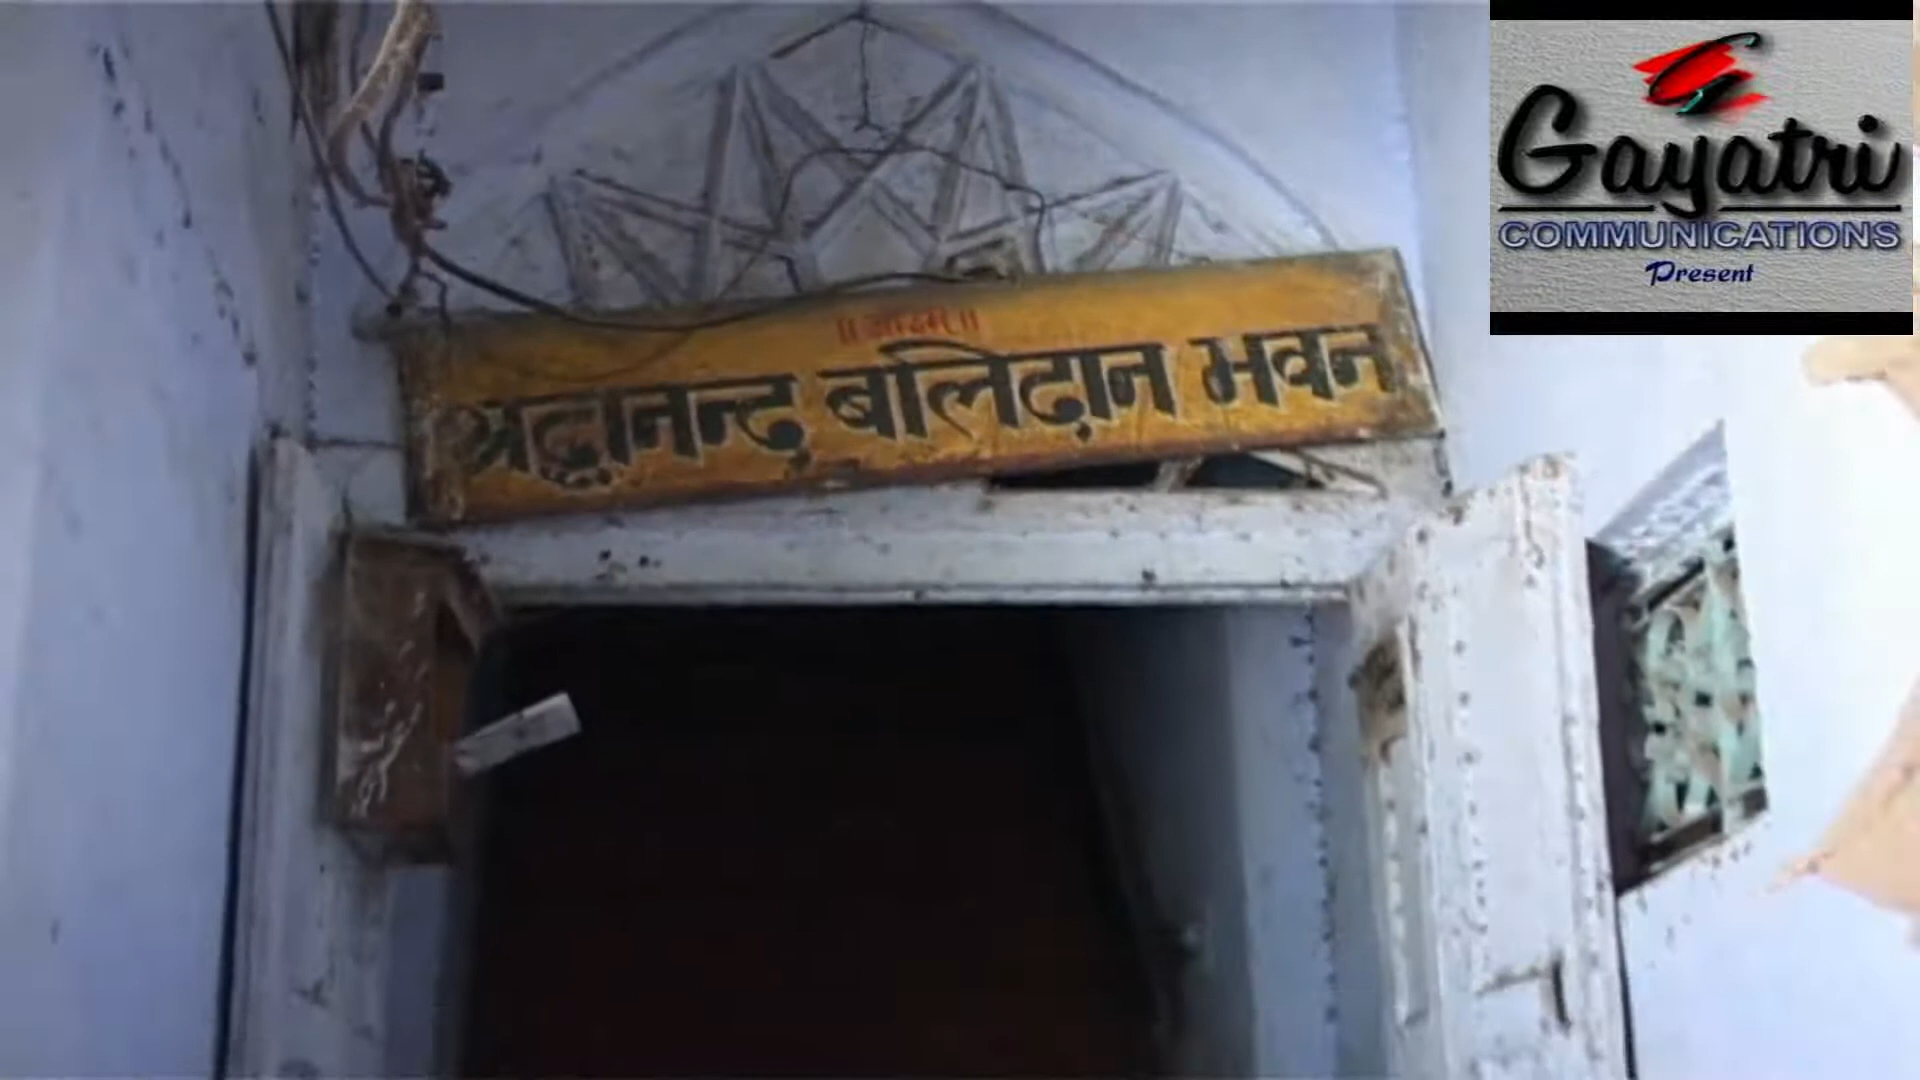 ॥ ओ३म् ॥
श्रद्धानन्द बलिदान भवन
Gayatri
COMMUNICATIONS
Present